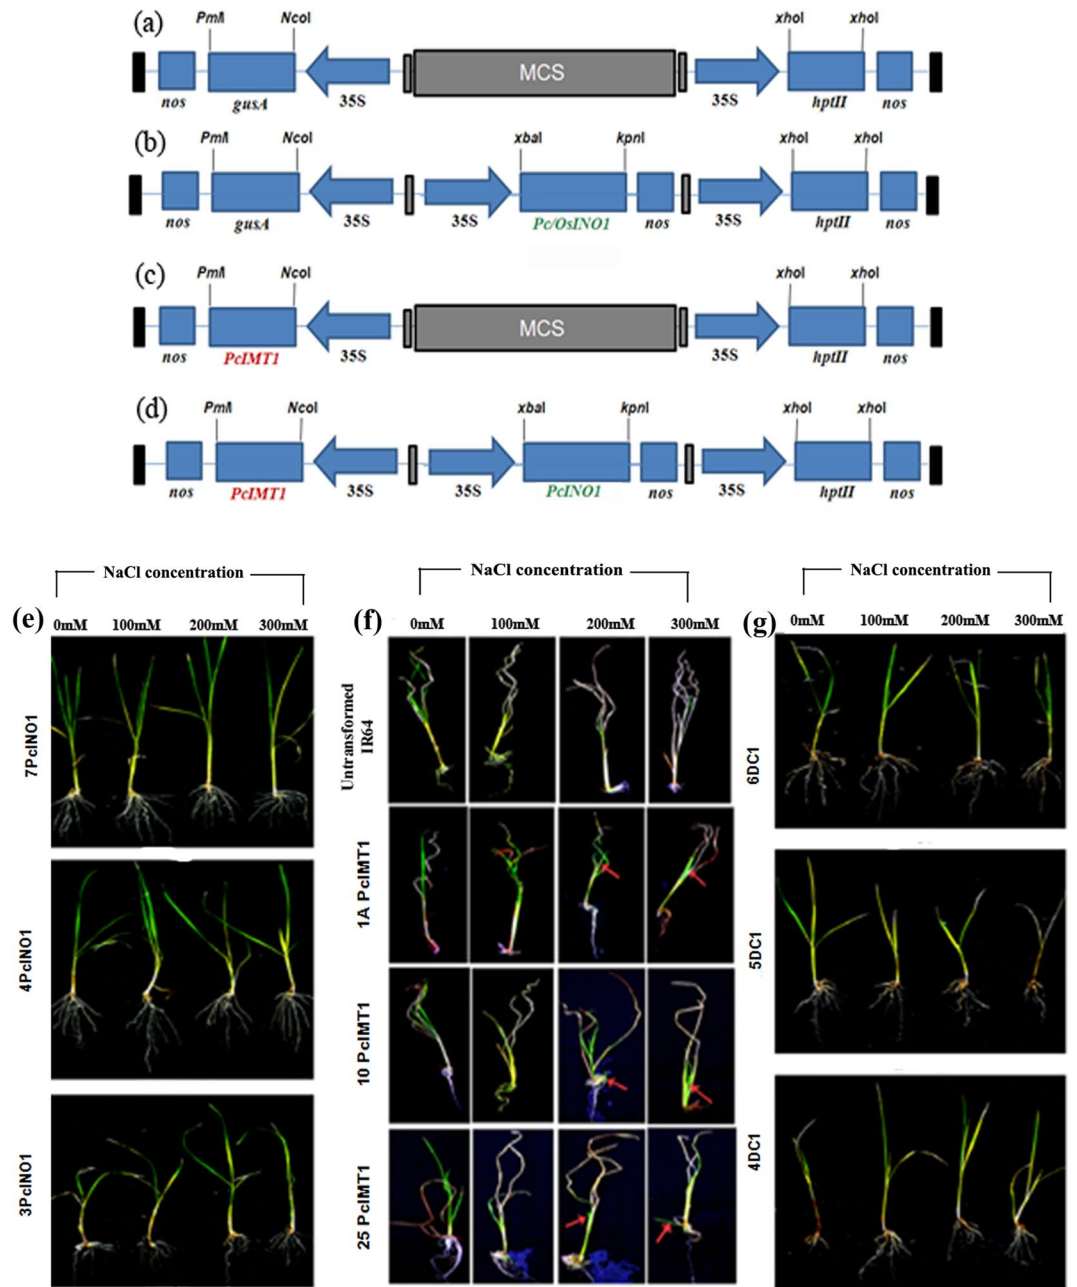 (a)
PmlI NcoI xhoI xhoI
MCS
nos gusA 35S 35S hptII nos
(b)
PmlI NcoI xbaI kpnI xhoI xhoI
nos gusA 35S 35S Pc/OsINO1 nos 35S hptII nos
(c)
PmlI NcoI xhoI xhoI
MCS
nos PcIMT1 35S 35S hptII nos
(d)
PmlI NcoI xbaI kpnI xhoI xhoI
nos PcIMT1 35S 35S PcINO1 nos 35S hptII nos
(e)
NaCl concentration
0mM 100mM 200mM 300mM
7PcINO1
4PcINO1
3PcINO1
(f)
NaCl concentration
0mM 100mM 200mM 300mM
Untransformed
IR64
1A PcIMT1
10 PcIMT1
25 PcIMT1
(g)
NaCl concentration
0mM 100mM 200mM 300mM
6DC1
5DC1
4DC1